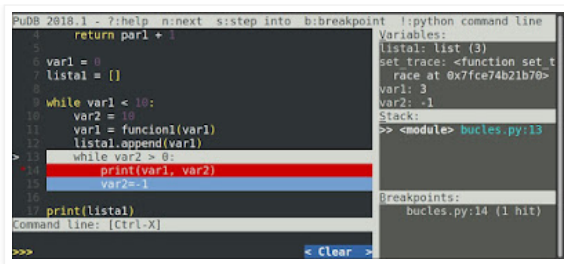 PuDB 2018.1 - ?:help n:next s:step into b:breakpoint !:python command line
4 return par1 + 1
5
6 var1 = 0
7 lista1 = []
8
9 while var1 < 10:
10 var2 = 10
11 var1 = funcion1(var1)
12 lista1.append(var1)
> 13 while var2 > 0:
*14 print(var1, var2)
15 var2=-1
16
17 print(lista1)
Command line: [Ctrl-X]
>>> < Clear >
Variables:
lista1: list (3)
set_trace: <function set_t
race at 0x7fce74b21b70>
var1: 3
var2: -1
Stack:
>> <module> bucles.py:13
Breakpoints:
bucles.py:14 (1 hit)